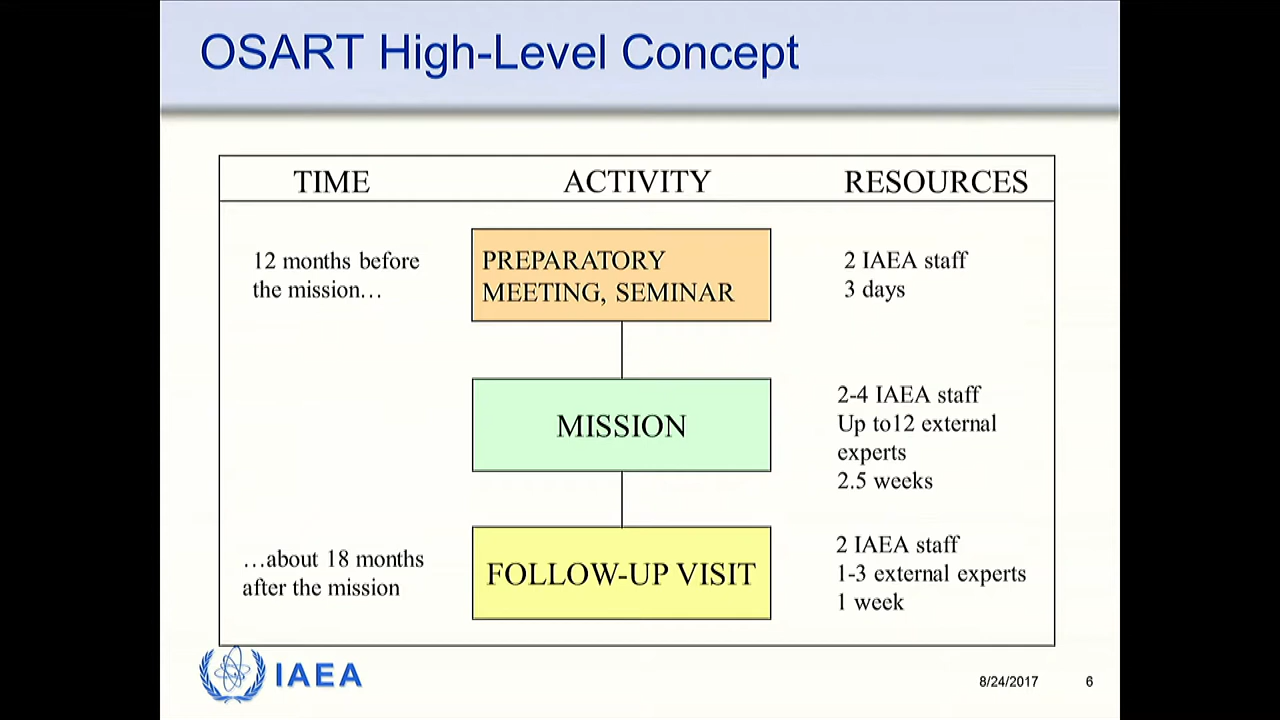 OSART High-Level Concept
TIME ACTIVITY RESOURCES
12 months before
the mission…
PREPARATORY
MEETING, SEMINAR
2 IAEA staff
3 days
MISSION
2-4 IAEA staff
Up to12 external
experts
2.5 weeks
…about 18 months
after the mission
FOLLOW-UP VISIT
2 IAEA staff
1-3 external experts
1 week
IAEA
8/24/2017 6